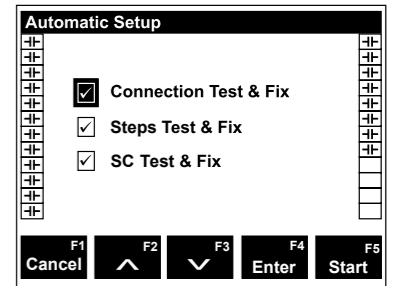 Automatic Setup
Connection Test & Fix
Steps Test & Fix
SC Test & Fix
F1 F2 F3 F4 F5
Cancel Enter Start